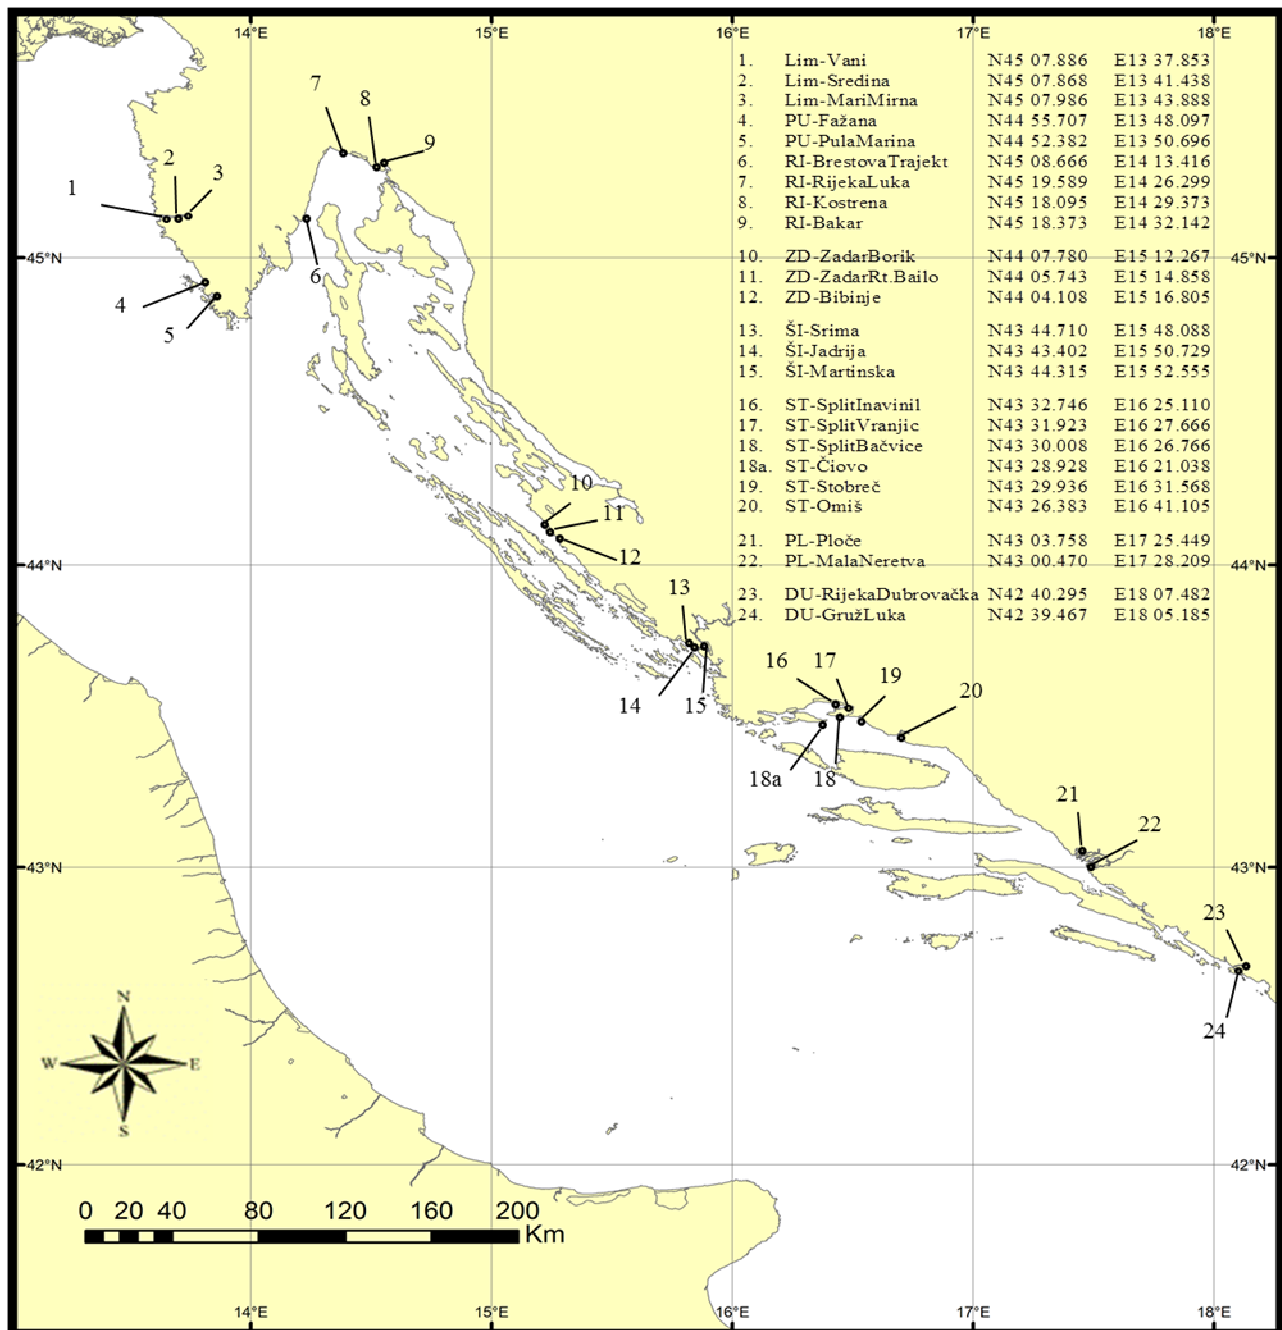 14°E 15°E 16°E 17°E 18°E
1. Lim-Vani N45 07.886 E13 37.853
2. Lim-Sredina N45 07.868 E13 41.438
3. Lim-MariMirna N45 07.986 E13 43.888
4. PU-Fažana N44 55.707 E13 48.097
5. PU-PulaMarina N44 52.382 E13 50.696
6. RI-BrestovaTrajekt N45 08.666 E14 13.416
7. RI-RijekaLuka N45 19.589 E14 26.299
8. RI-Kostrena N45 18.095 E14 29.373
9. RI-Bakar N45 18.373 E14 32.142
10. ZD-ZadarBorik N44 07.780 E15 12.267
11. ZD-ZadarRt.Bailo N44 05.743 E15 14.858
12. ZD-Bibinje N44 04.108 E15 16.805
13. ŠI-Srima N43 44.710 E15 48.088
14. ŠI-Jadrija N43 43.402 E15 50.729
15. ŠI-Martinska N43 44.315 E15 52.555
16. ST-SplitInavinil N43 32.746 E16 25.110
17. ST-SplitVranjic N43 31.923 E16 27.666
18. ST-SplitBačvice N43 30.008 E16 26.766
18a. ST-Čiovo N43 28.928 E16 21.038
19. ST-Stobreč N43 29.936 E16 31.568
20. ST-Omiš N43 26.383 E16 41.105
21. PL-Ploče N43 03.758 E17 25.449
22. PL-MalaNeretva N43 00.470 E17 28.209
23. DU-RijekaDubrovačka N42 40.295 E18 07.482
24. DU-GružLuka N42 39.467 E18 05.185
7
8
9
2
3
1
6
4
5
45°N 45°N
10
11
12
44°N 44°N
13
14
15
16
17
19
20
18a
18
21
22
43°N 43°N
23
24
N
W E
S
42°N 42°N
0 20 40 80 120 160 200
Km
14°E 15°E 16°E 17°E 18°E